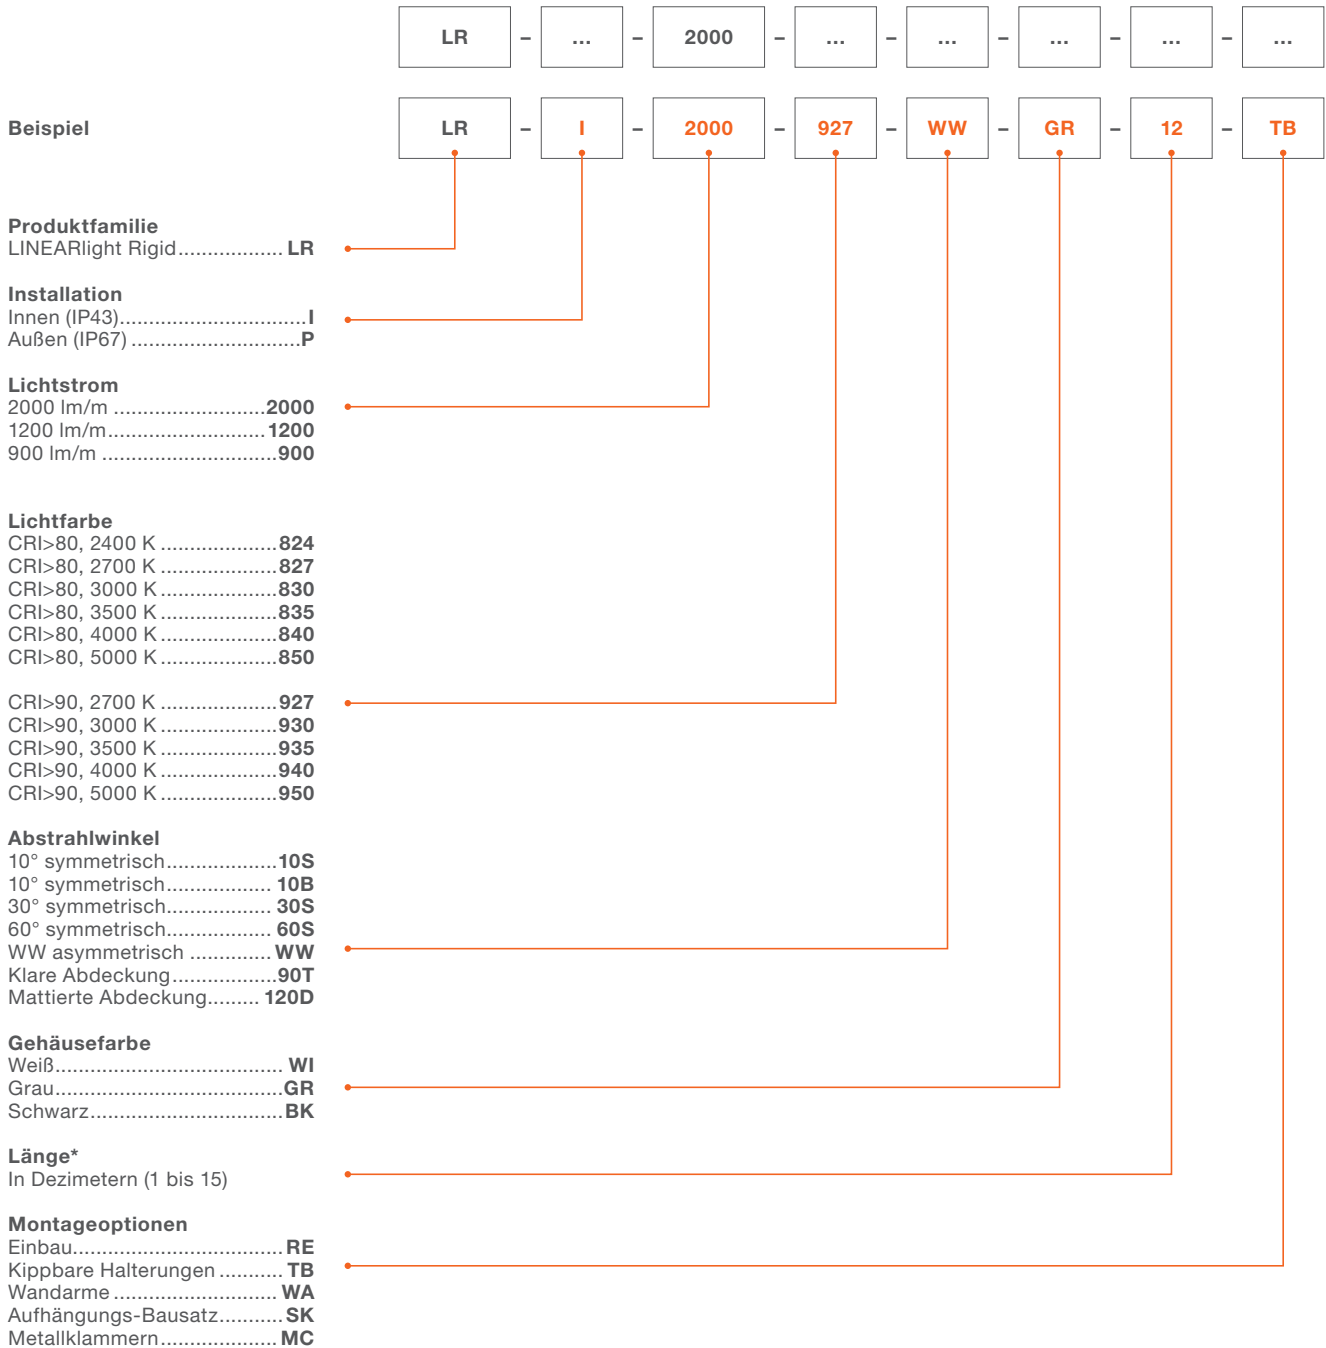 LR – ... – 2000 – ... – ... – ... – ... – ...
Beispiel LR – I – 2000 – 927 – WW – GR – 12 – TB
Produktfamilie
LINEARlight Rigid.................. LR
Installation
Innen (IP43)................................I
Außen (IP67) .............................P
Lichtstrom
2000 lm/m ..........................2000
1200 lm/m...........................1200
900 lm/m ..............................900
Lichtfarbe
CRI>80, 2400 K ....................824
CRI>80, 2700 K ....................827
CRI>80, 3000 K ....................830
CRI>80, 3500 K ....................835
CRI>80, 4000 K ....................840
CRI>80, 5000 K ....................850
CRI>90, 2700 K ....................927
CRI>90, 3000 K ....................930
CRI>90, 3500 K ....................935
CRI>90, 4000 K ....................940
CRI>90, 5000 K ....................950
Abstrahlwinkel
10° symmetrisch...................10S
10° symmetrisch.................. 10B
30° symmetrisch.................. 30S
60° symmetrisch.................. 60S
WW asymmetrisch .............. WW
Klare Abdeckung..................90T
Mattierte Abdeckung......... 120D
Gehäusefarbe
Weiß....................................... WI
Grau.......................................GR
Schwarz.................................BK
Länge*
In Dezimetern (1 bis 15)
Montageoptionen
Einbau.................................... RE
Kippbare Halterungen ........... TB
Wandarme ............................ WA
Aufhängungs-Bausatz........... SK
Metallklammern.................... MC